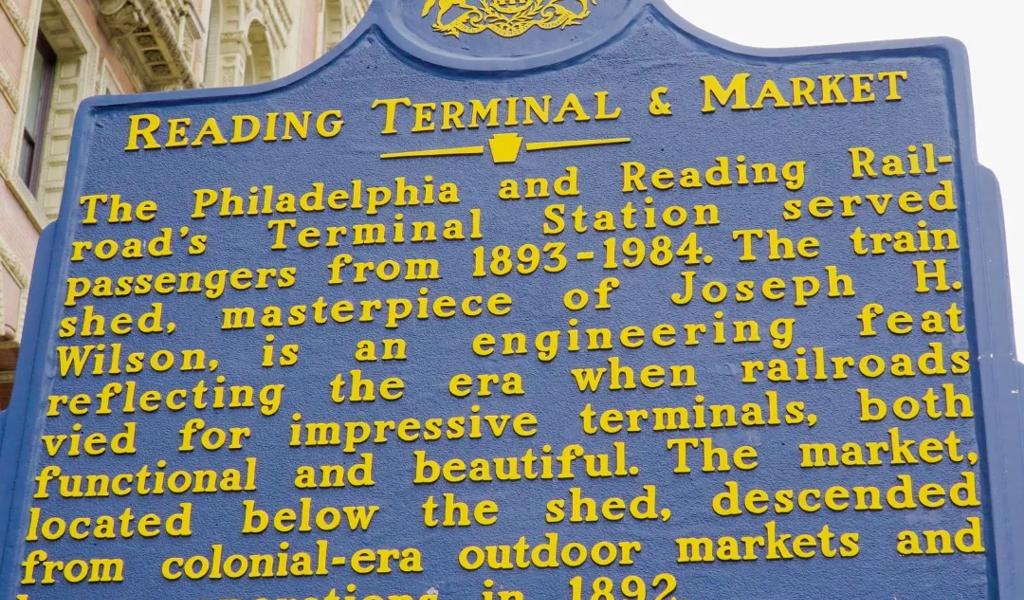 READING TERMINAL & MARKET
The Philadelphia and Reading Rail-
road's Terminal Station served
passengers from 1893-1984. The train
shed, masterpiece of Joseph H.
Wilson, is an engineering feat
reflecting the era when railroads
vied for impressive terminals, both
functional and beautiful. The market,
located below the shed, descended
from colonial-era outdoor markets and
in 1892